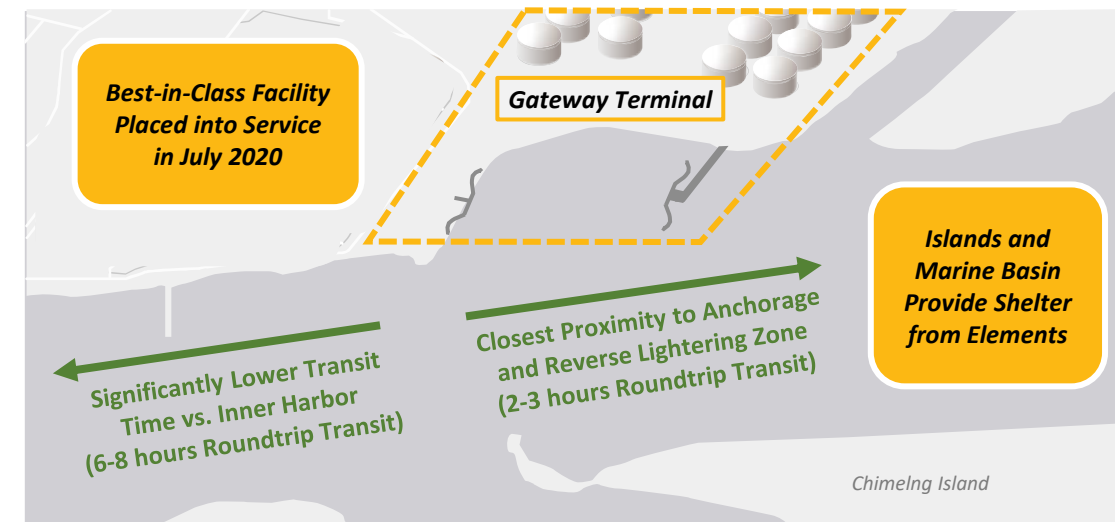 Best-in-Class Facility
Placed into Service
in July 2020
Gateway Terminal
Islands and
Marine Basin
Provide Shelter
from Elements
Significantly Lower Transit
Time vs. Inner Harbor
(6-8 hours Roundtrip Transit)
Closest Proximity to Anchorage
and Reverse Lightering Zone
(2-3 hours Roundtrip Transit)
Chimelng Island